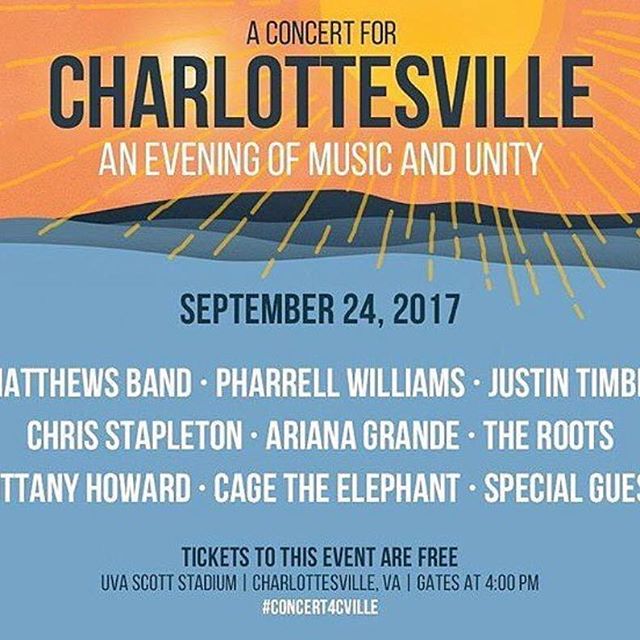 A CONCERT FOR
CHARLOTTESVILLE
AN EVENING OF MUSIC AND UNITY
SEPTEMBER 24, 2017
MATTHEWS BAND · PHARRELL WILLIAMS · JUSTIN TIMB
CHRIS STAPLETON · ARIANA GRANDE · THE ROOTS
TTANY HOWARD · CAGE THE ELEPHANT · SPECIAL GUES
TICKETS TO THIS EVENT ARE FREE
UVA SCOTT STADIUM | CHARLOTTESVILLE, VA | GATES AT 4:00 PM
#CONCERT4CVILLE